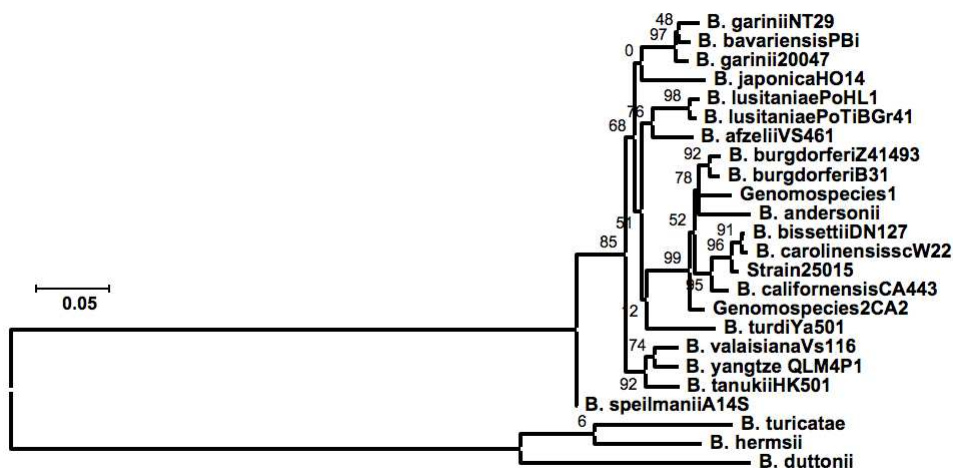 48
B. gariniiNT29
97
B. bavariensisPBi
0
B. garinii20047
B. japonicaHO14
98
B. lusitaniaePoHL1
76
B. lusitaniaePoTiBGr41
68
B. afzeliiVS461
92
B. burgdorferiZ41493
78
B. burgdorferiB31
Genomospecies1
52
B. andersonii
51
91
B. bissettiiDN127
85
96
B. carolinensisscW22
99
Strain25015
95
B. californensisCA443
0.05
12
Genomospecies2CA2
B. turdiYa501
74
B. valaisianaVs116
B. yangtze QLM4P1
92
B. tanukiiHK501
B. speilmaniiA14S
6
B. turicatae
B. hermsii
B. duttonii